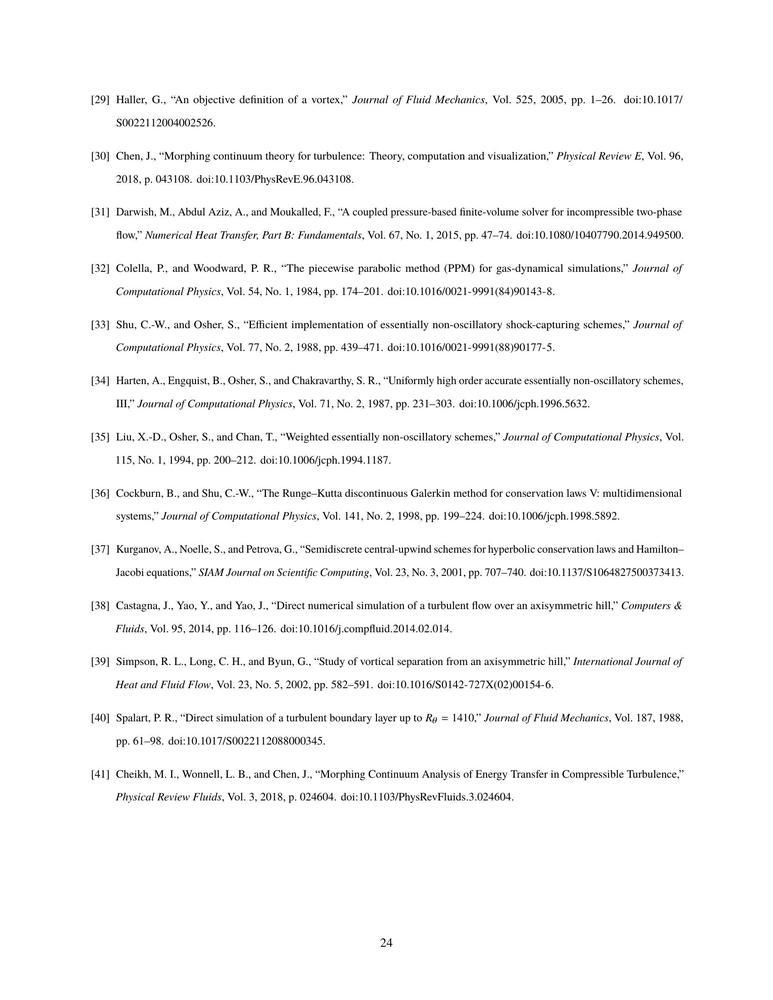 [29] Haller, G., “An objective definition of a vortex,” Journal of Fluid Mechanics, Vol. 525, 2005, pp. 1–26. doi:10.1017/
S0022112004002526.
[30] Chen, J., “Morphing continuum theory for turbulence: Theory, computation and visualization,” Physical Review E, Vol. 96,
2018, p. 043108. doi:10.1103/PhysRevE.96.043108.
[31] Darwish, M., Abdul Aziz, A., and Moukalled, F., “A coupled pressure-based finite-volume solver for incompressible two-phase
flow,” Numerical Heat Transfer, Part B: Fundamentals, Vol. 67, No. 1, 2015, pp. 47–74. doi:10.1080/10407790.2014.949500.
[32] Colella, P., and Woodward, P. R., “The piecewise parabolic method (PPM) for gas-dynamical simulations,” Journal of
Computational Physics, Vol. 54, No. 1, 1984, pp. 174–201. doi:10.1016/0021-9991(84)90143-8.
[33] Shu, C.-W., and Osher, S., “Efficient implementation of essentially non-oscillatory shock-capturing schemes,” Journal of
Computational Physics, Vol. 77, No. 2, 1988, pp. 439–471. doi:10.1016/0021-9991(88)90177-5.
[34] Harten, A., Engquist, B., Osher, S., and Chakravarthy, S. R., “Uniformly high order accurate essentially non-oscillatory schemes,
III,” Journal of Computational Physics, Vol. 71, No. 2, 1987, pp. 231–303. doi:10.1006/jcph.1996.5632.
[35] Liu, X.-D., Osher, S., and Chan, T., “Weighted essentially non-oscillatory schemes,” Journal of Computational Physics, Vol.
115, No. 1, 1994, pp. 200–212. doi:10.1006/jcph.1994.1187.
[36] Cockburn, B., and Shu, C.-W., “The Runge–Kutta discontinuous Galerkin method for conservation laws V: multidimensional
systems,” Journal of Computational Physics, Vol. 141, No. 2, 1998, pp. 199–224. doi:10.1006/jcph.1998.5892.
[37] Kurganov, A., Noelle, S., and Petrova, G., “Semidiscrete central-upwind schemes for hyperbolic conservation laws and Hamilton–
Jacobi equations,” SIAM Journal on Scientific Computing, Vol. 23, No. 3, 2001, pp. 707–740. doi:10.1137/S1064827500373413.
[38] Castagna, J., Yao, Y., and Yao, J., “Direct numerical simulation of a turbulent flow over an axisymmetric hill,” Computers &
Fluids, Vol. 95, 2014, pp. 116–126. doi:10.1016/j.compfluid.2014.02.014.
[39] Simpson, R. L., Long, C. H., and Byun, G., “Study of vortical separation from an axisymmetric hill,” International Journal of
Heat and Fluid Flow, Vol. 23, No. 5, 2002, pp. 582–591. doi:10.1016/S0142-727X(02)00154-6.
[40] Spalart, P. R., “Direct simulation of a turbulent boundary layer up to Rθ = 1410,” Journal of Fluid Mechanics, Vol. 187, 1988,
pp. 61–98. doi:10.1017/S0022112088000345.
[41] Cheikh, M. I., Wonnell, L. B., and Chen, J., “Morphing Continuum Analysis of Energy Transfer in Compressible Turbulence,”
Physical Review Fluids, Vol. 3, 2018, p. 024604. doi:10.1103/PhysRevFluids.3.024604.
24